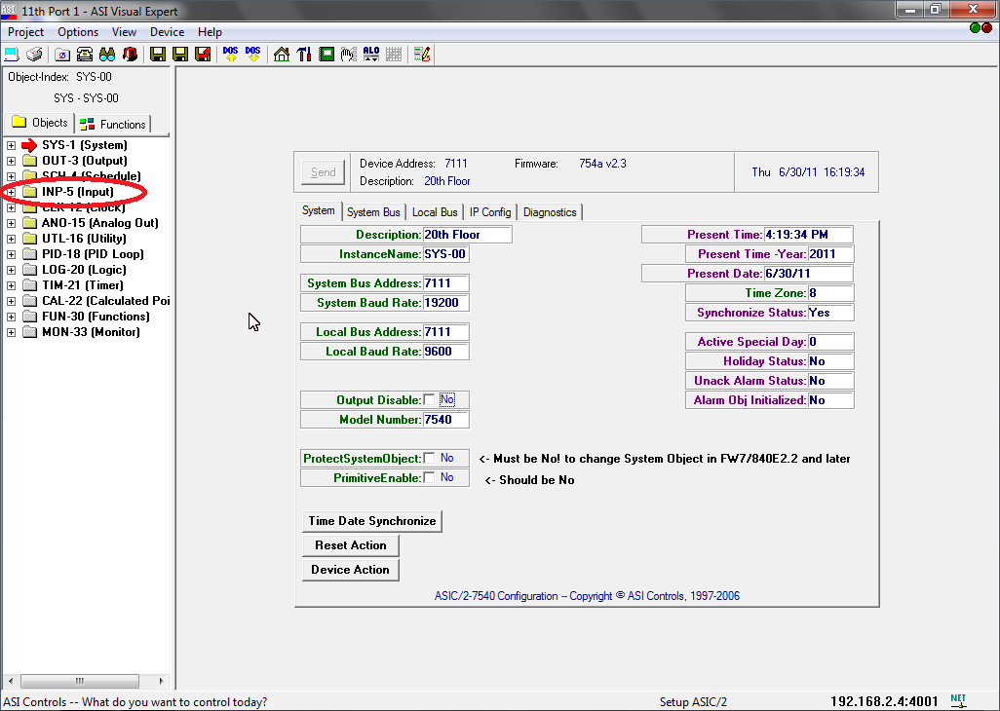 ASI 11th Port 1 - ASI Visual Expert
Project Options View Device Help
DOS DOS ALO
Object-Index: SYS-00
SYS - SYS-00
Objects Functions
SYS-1 (System)
OUT-3 (Output)
SCH-4 (Schedule)
INP-5 (Input)
CLK-12 (Clock)
ANO-15 (Analog Out)
UTL-16 (Utility)
PID-18 (PID Loop)
LOG-20 (Logic)
TIM-21 (Timer)
CAL-22 (Calculated Poi
FUN-30 (Functions)
MON-33 (Monitor)
Send
Device Address: 7111 Firmware: 754a v2.3
Description: 20th Floor
Thu 6/30/11 16:19:34
System System Bus Local Bus IP Config Diagnostics
Description: 20th Floor
InstanceName: SYS-00
System Bus Address: 7111
System Baud Rate: 19200
Local Bus Address: 7111
Local Baud Rate: 9600
Output Disable: No
Model Number: 7540
ProtectSystemObject: No <- Must be No! to change System Object in FW7/840E2.2 and later
PrimitiveEnable: No <- Should be No
Present Time: 4:19:34 PM
Present Time -Year: 2011
Present Date: 6/30/11
Time Zone: 8
Synchronize Status: Yes
Active Special Day: 0
Holiday Status: No
Unack Alarm Status: No
Alarm Obj Initialized: No
Time Date Synchronize
Reset Action
Device Action
ASIC/2-7540 Configuration -- Copyright © ASI Controls, 1997-2006
ASI Controls -- What do you want to control today? Setup ASIC/2 192.168.2.4:4001 NET